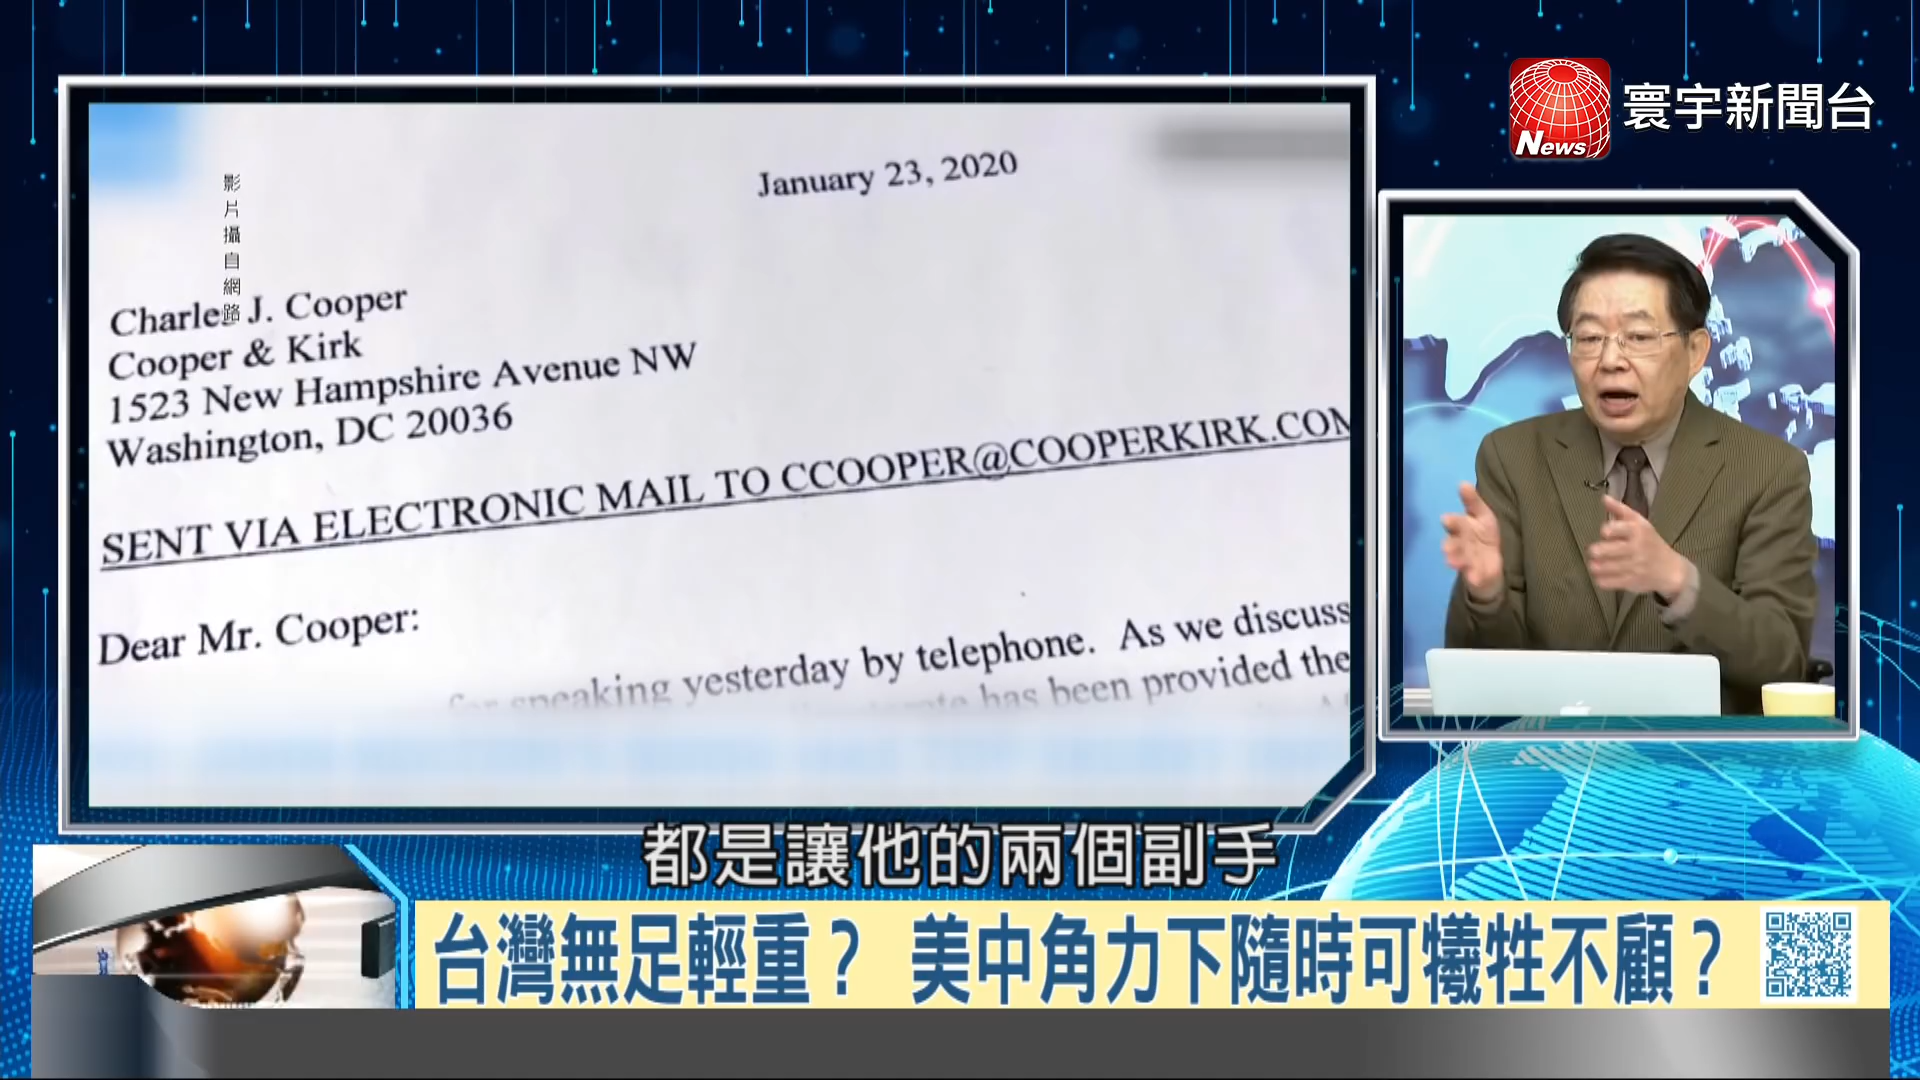 News
寰宇新聞台
影片攝自網路
January 23, 2020
Charles J. Cooper
Cooper & Kirk
1523 New Hampshire Avenue NW
Washington, DC 20036
SENT VIA ELECTRONIC MAIL TO CCOOPER@COOPERKIRK.COM
Dear Mr. Cooper:
for speaking yesterday by telephone. As we discuss
has been provided the
都是讓他的兩個副手
台灣無足輕重？ 美中角力下隨時可犧牲不顧？